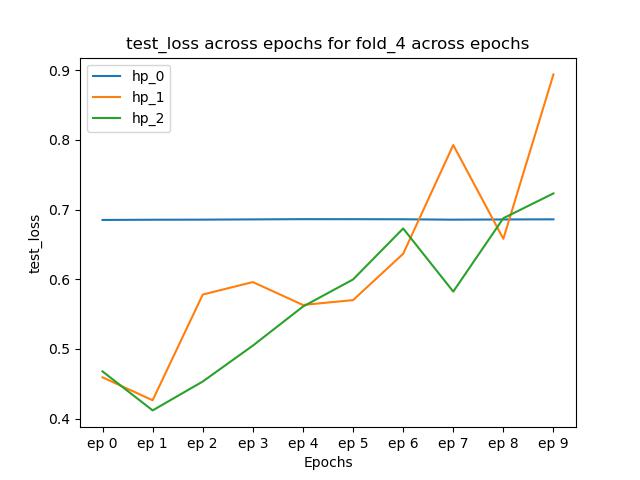 test_loss across epochs for fold_4 across epochs
hp_0
hp_1
hp_2
0.9
0.8
0.7
0.6
0.5
0.4
test_loss
ep 0 ep 1 ep 2 ep 3 ep 4 ep 5 ep 6 ep 7 ep 8 ep 9
Epochs